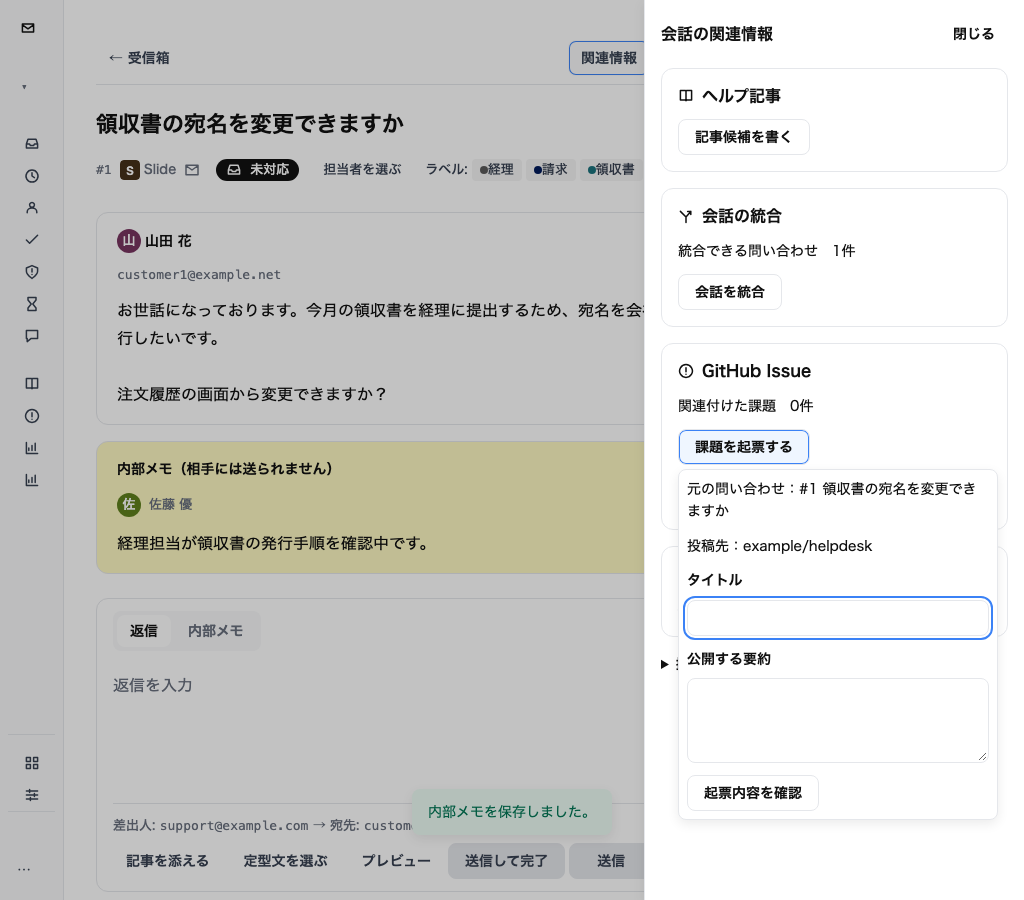 ← 受信箱
関連情報
領収書の宛名を変更できますか
#1 S Slide 未対応 担当者を選ぶ ラベル: 経理 請求 領収書
山 山田 花
customer1@example.net
お世話になっております。今月の領収書を経理に提出するため、宛名を会
行したいです。
注文履歴の画面から変更できますか？
内部メモ（相手には送られません）
佐 佐藤 優
経理担当が領収書の発行手順を確認中です。
返信 内部メモ
返信を入力
内部メモを保存しました。
差出人: support@example.com → 宛先: custom
記事を添える 定型文を選ぶ プレビュー 送信して完了 送信
…
会話の関連情報 閉じる
ヘルプ記事
記事候補を書く
会話の統合
統合できる問い合わせ 1件
会話を統合
GitHub Issue
関連付けた課題 0件
課題を起票する
元の問い合わせ：#1 領収書の宛名を変更でき
ますか
投稿先：example/helpdesk
タイトル
公開する要約
起票内容を確認